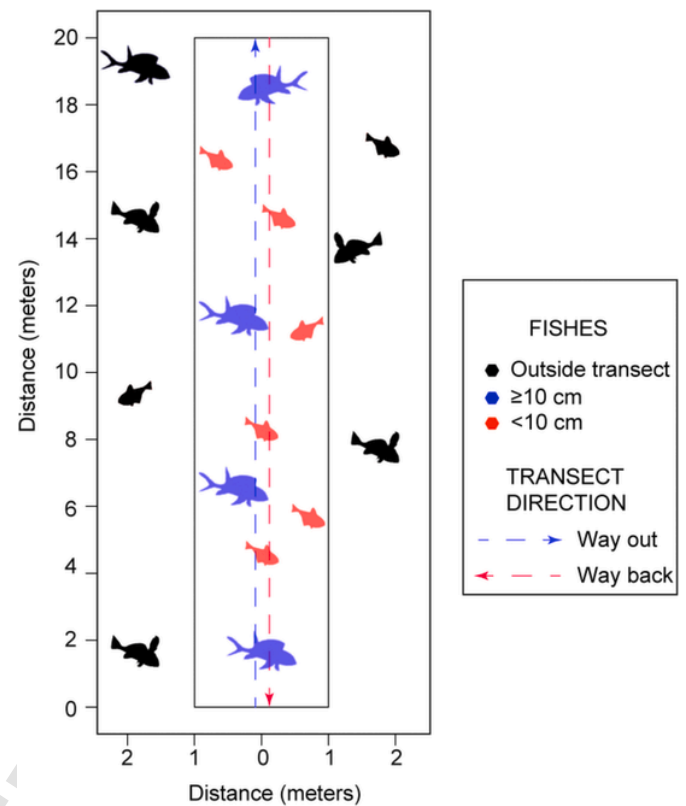 20
18
16
14
12
10
8
6
4
2
0
Distance (meters)
2 1 0 1 2
Distance (meters)
FISHES
Outside transect
≥10 cm
<10 cm
TRANSECT
DIRECTION
Way out
Way back